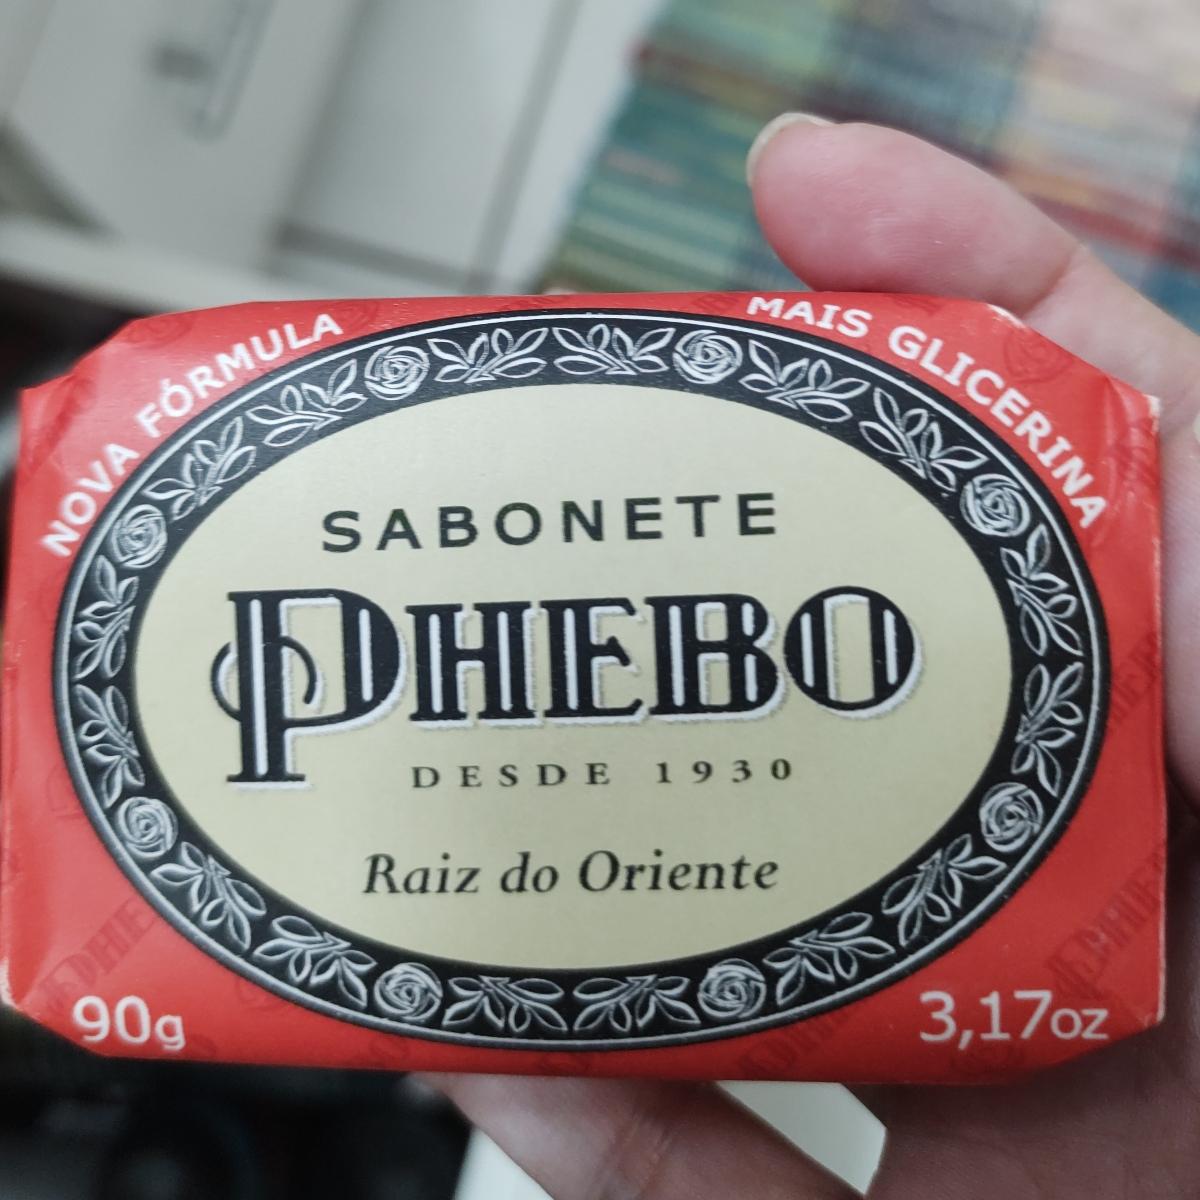 NOVA FÓRMULA
MAIS GLICERINA
SABONETE
PHEBO
DESDE 1930
Raiz do Oriente
90g
3,17oz